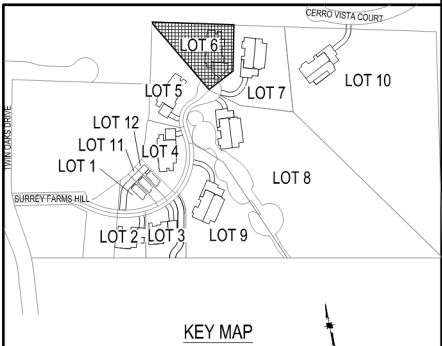 CERRO VISTA COURT
LOT 6
LOT 10
LOT 5
LOT 7
TWIN OAKS DRIVE
LOT 12
LOT 11
LOT 4
LOT 1
LOT 8
SURREY FARMS HILL
LOT 2
LOT 3
LOT 9
KEY MAP